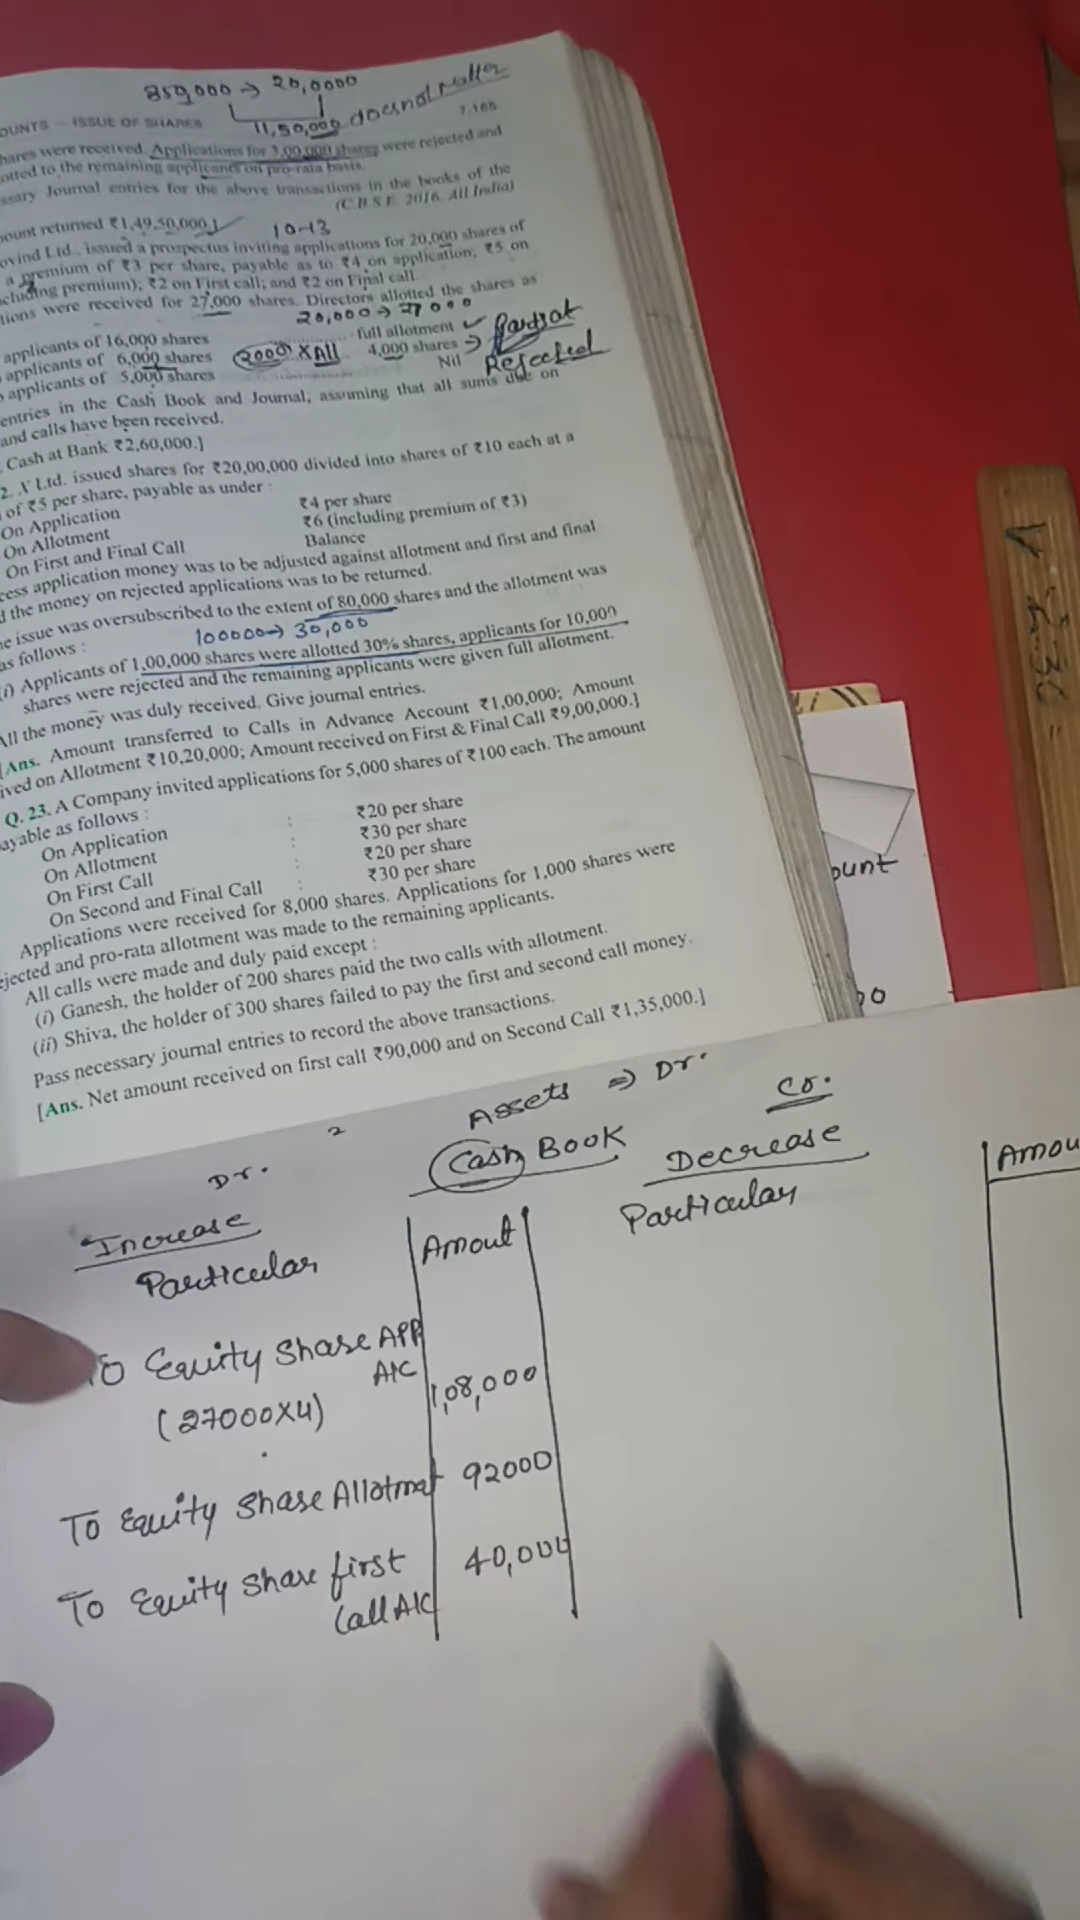 859,000 → 20,0000
11,50,000 does not matter
OUNTS – ISSUE OF SHARES 7.165
hares were received. Applications for 3,00,000 shares were rejected and
otted to the remaining applicants on pro-rata basis.
ssary Journal entries for the above transactions in the books of the
(C.B.S.E. 2016, All India)
ount returned ₹1,49,50,000.]
10+3
ovind Ltd., issued a prospectus inviting applications for 20,000 shares of
a premium of ₹3 per share, payable as to ₹4 on application; ₹5 on
cluding premium); ₹2 on First call; and ₹2 on Final call.
tions were received for 27,000 shares. Directors allotted the shares as
20,000 → 27000
applicants of 16,000 shares full allotment
applicants of 6,000 shares 4,000 shares →
applicants of 5,000 shares Nil Rejected
2000 X All
entries in the Cash Book and Journal, assuming that all sums due on
and calls have been received.
Cash at Bank ₹2,60,000.]
2. X Ltd. issued shares for ₹20,00,000 divided into shares of ₹10 each at a
of ₹5 per share, payable as under :
On Application ₹4 per share
On Allotment ₹6 (including premium of ₹3)
On First and Final Call Balance
cess application money was to be adjusted against allotment and first and final
d the money on rejected applications was to be returned.
e issue was oversubscribed to the extent of 80,000 shares and the allotment was
as follows :
100000→ 30,000
(i) Applicants of 1,00,000 shares were allotted 30% shares, applicants for 10,000
shares were rejected and the remaining applicants were given full allotment.
All the money was duly received. Give journal entries.
[Ans. Amount transferred to Calls in Advance Account ₹1,00,000; Amount
ived on Allotment ₹10,20,000; Amount received on First & Final Call ₹9,00,000.]
Q. 23. A Company invited applications for 5,000 shares of ₹100 each. The amount
ayable as follows :
On Application : ₹20 per share
On Allotment : ₹30 per share
On First Call : ₹20 per share
On Second and Final Call : ₹30 per share
Applications were received for 8,000 shares. Applications for 1,000 shares were
ejected and pro-rata allotment was made to the remaining applicants.
All calls were made and duly paid except :
(i) Ganesh, the holder of 200 shares paid the two calls with allotment.
(ii) Shiva, the holder of 300 shares failed to pay the first and second call money.
Pass necessary journal entries to record the above transactions.
[Ans. Net amount received on first call ₹90,000 and on Second Call ₹1,35,000.]
ount
00
2
Assets ⇒ Dr.
Dr. Cash Book Cr.
Increase Decrease
Particular Amout Particular Amou
To Equity Share APP
A/C
(27000X4) 1,08,000
To Equity Share Allotmat 92000
To Equity Share first 40,000
Call A/C